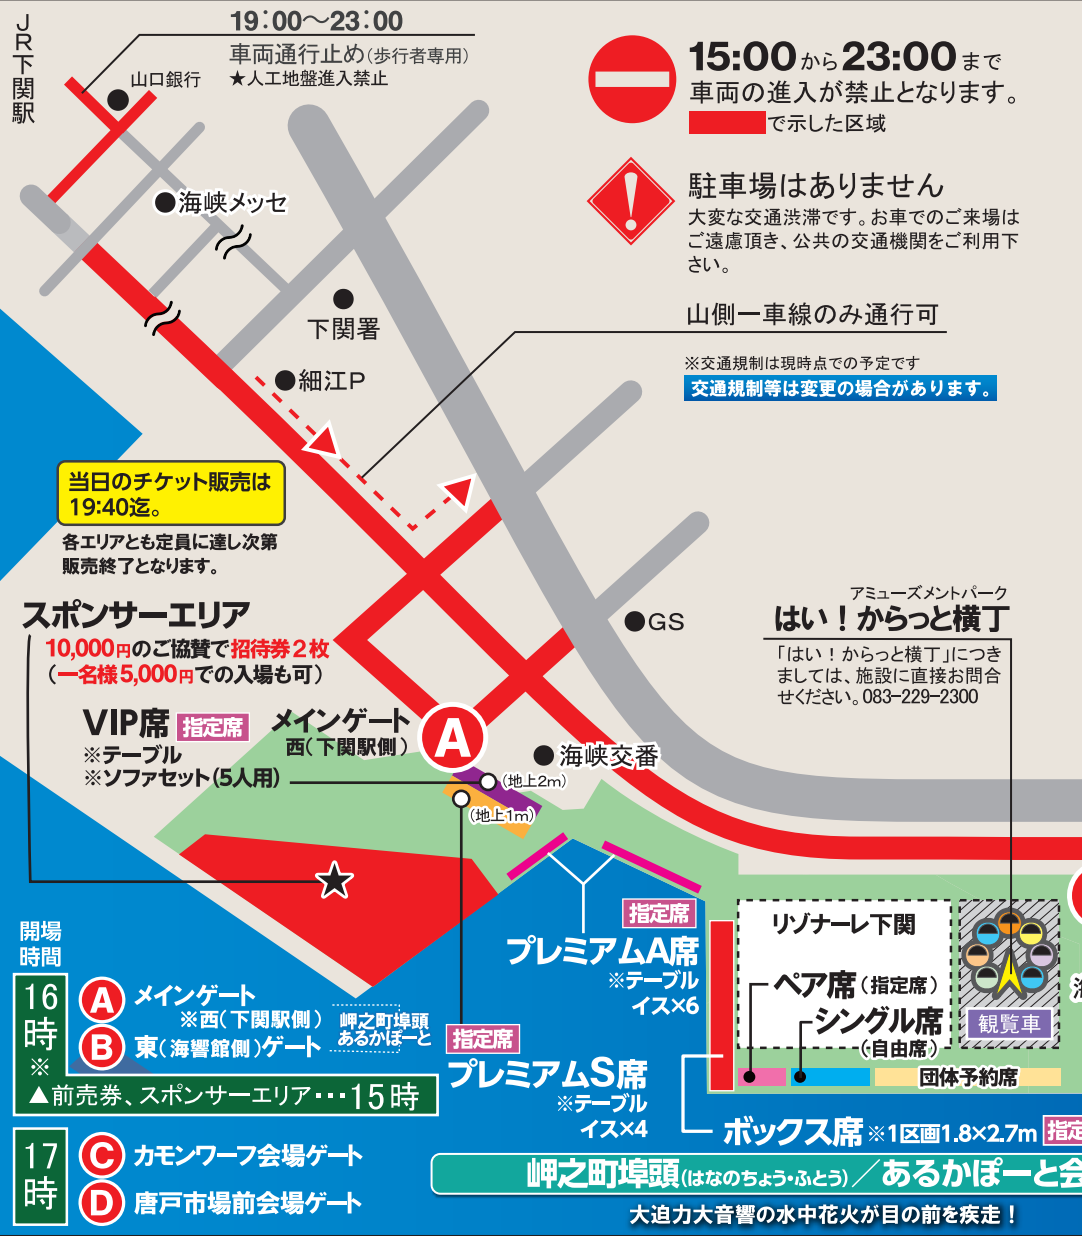 JR下関駅
19:00〜23:00
車両通行止め(歩行者専用)
★人工地盤進入禁止
山口銀行
海峡メッセ
下関署
細江P
15:00から23:00まで
車両の進入が禁止となります。
で示した区域
駐車場はありません
大変な交通渋滞です。お車でのご来場は
ご遠慮頂き、公共の交通機関をご利用下
さい。
山側一車線のみ通行可
※交通規制は現時点での予定です
交通規制等は変更の場合があります。
当日のチケット販売は
19:40迄。
各エリアとも定員に達し次第
販売終了となります。
スポンサーエリア
10,000円のご協賛で招待券2枚
(一名様5,000円での入場も可)
VIP席 指定席
※テーブル
※ソファセット(5人用)
メインゲート
西(下関駅側)
A
(地上2m)
(地上1m)
海峡交番
GS
アミューズメントパーク
はい!からっと横丁
「はい!からっと横丁」につき
ましては、施設に直接お問合
せください。083-229-2300
指定席
プレミアムA席
※テーブル
イス×6
指定席
プレミアムS席
※テーブル
イス×4
リゾナーレ下関
ペア席(指定席)
シングル席
(自由席)
団体予約席
観覧車
ボックス席 ※1区画1.8×2.7m
岬之町埠頭
あるかぽーと
開場
時間
16時※
A メインゲート
※西(下関駅側)
B 東(海響館側)ゲート
▲前売券、スポンサーエリア…15時
17時
C カモンワーフ会場ゲート
D 唐戸市場前会場ゲート
岬之町埠頭(はなのちょう・ふとう)/あるかぽーと会
大迫力大音響の水中花火が目の前を疾走!